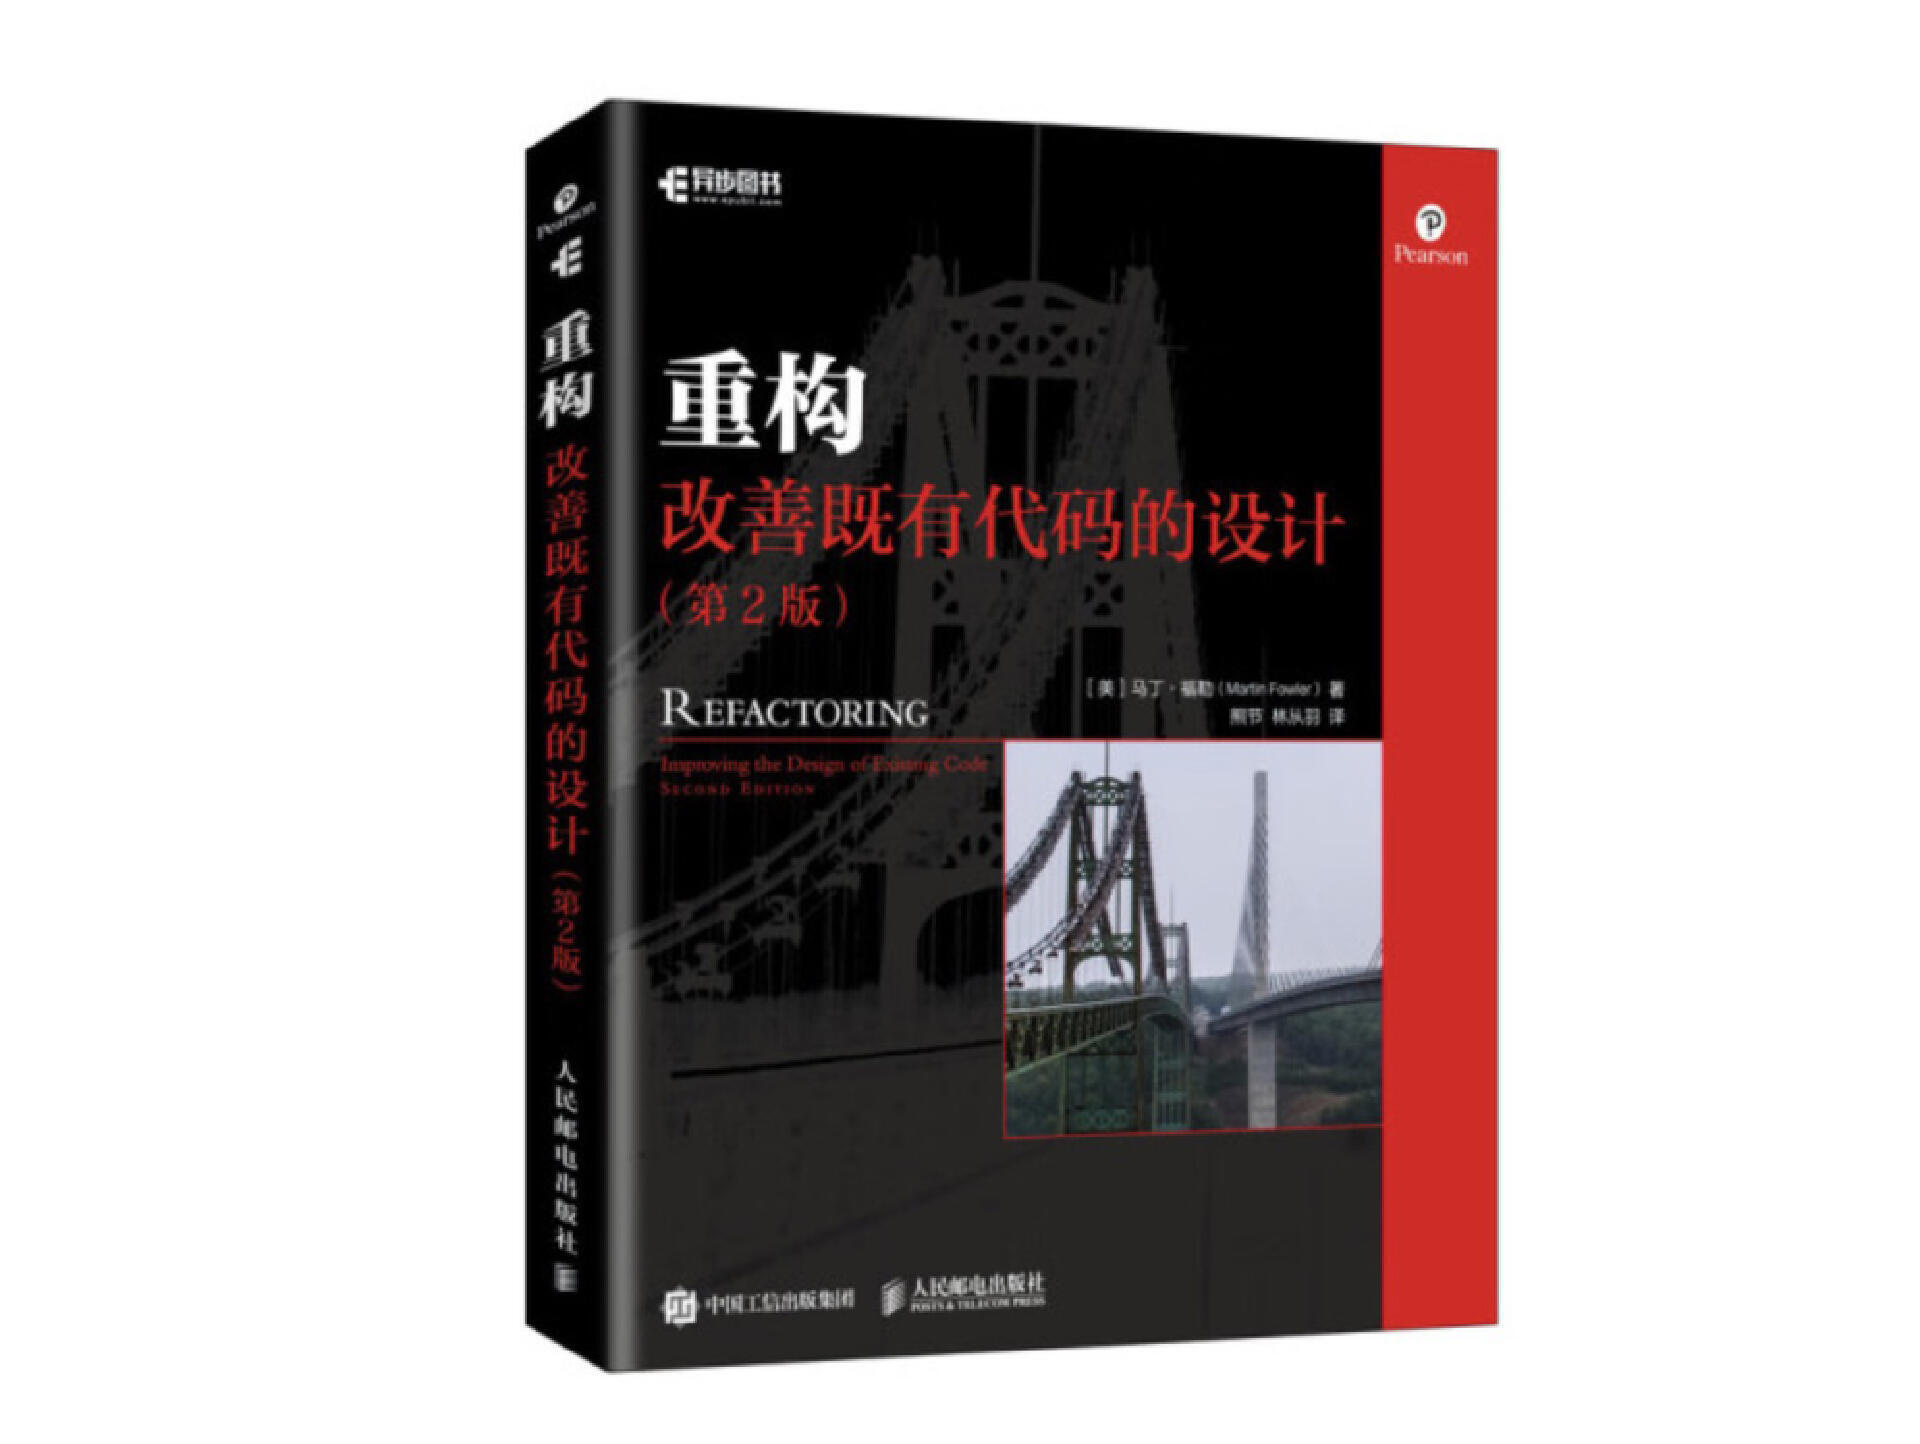 Pearson
重构
改善既有代码的设计
（第2版）
人民邮电出版社
异步图书
www.epubit.com
Pearson
重构
改善既有代码的设计
（第2版）
［美］马丁·福勒（Martin Fowler）著
熊节 林从羽 译
REFACTORING
Improving the Design of Existing Code
SECOND EDITION
中国工信出版集团
人民邮电出版社
POSTS & TELECOM PRESS